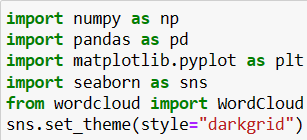 import numpy as np
import pandas as pd
import matplotlib.pyplot as plt
import seaborn as sns
from wordcloud import WordCloud
sns.set_theme(style="darkgrid")